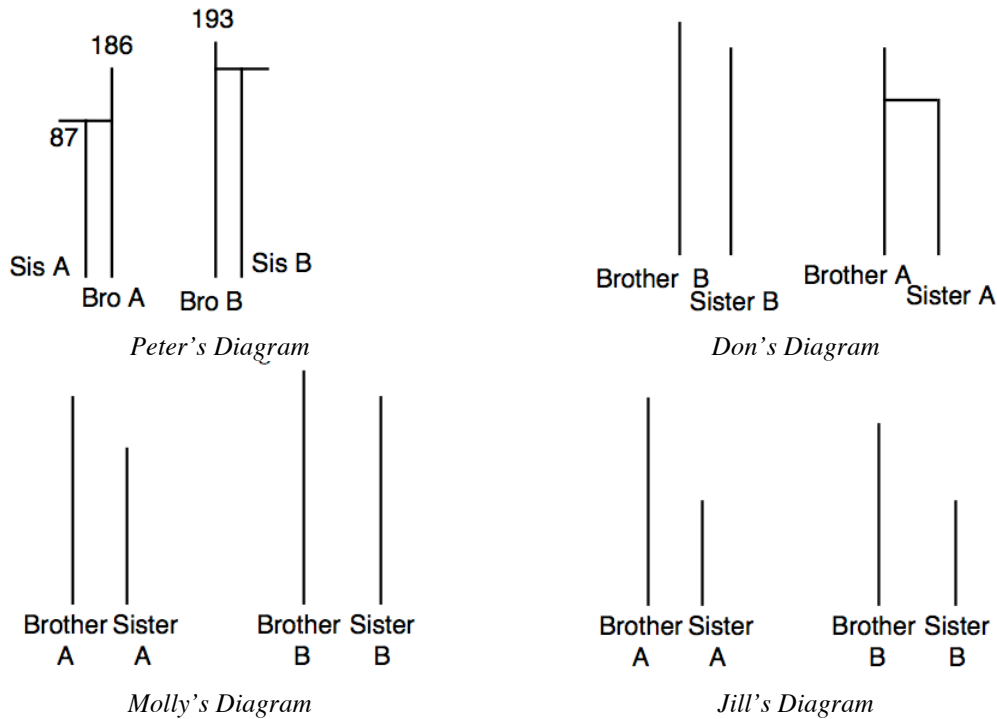 193
186
87
Sis A
Bro A
Sis B
Bro B
Peter's Diagram
Brother B
Sister B
Brother A
Sister A
Don's Diagram
Brother Sister
A A
Brother Sister
B B
Molly's Diagram
Brother Sister
A A
Brother Sister
B B
Jill's Diagram